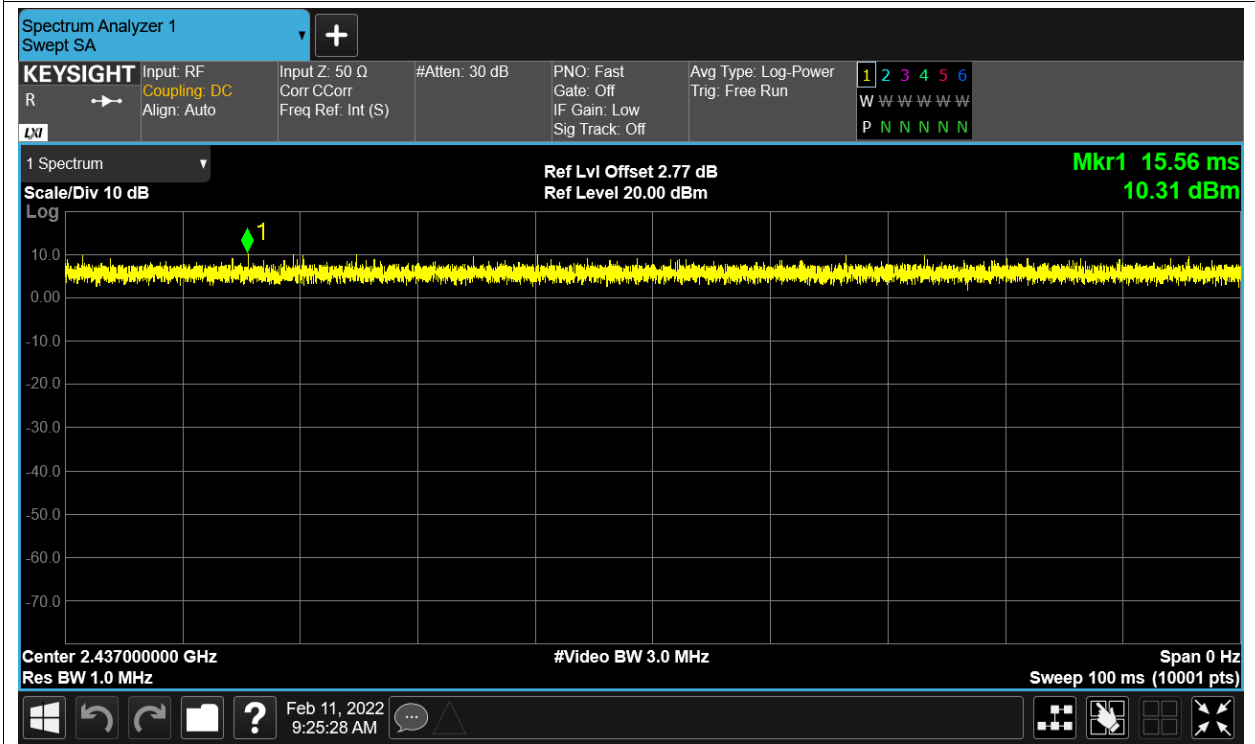 Spectrum Analyzer 1
Swept SA
+
KEYSIGHT Input: RF Input Z: 50 Ω #Atten: 30 dB PNO: Fast Avg Type: Log-Power 1 2 3 4 5 6
R Coupling: DC Corr CCorr Gate: Off Trig: Free Run W W W W W W
Align: Auto Freq Ref: Int (S) IF Gain: Low
LXI Sig Track: Off P N N N N N
1 Spectrum Ref Lvl Offset 2.77 dB Mkr1 15.56 ms
Scale/Div 10 dB Ref Level 20.00 dBm 10.31 dBm
Log
1
10.0
0.00
-10.0
-20.0
-30.0
-40.0
-50.0
-60.0
-70.0
Center 2.437000000 GHz #Video BW 3.0 MHz Span 0 Hz
Res BW 1.0 MHz Sweep 100 ms (10001 pts)
? Feb 11, 2022
9:25:28 AM